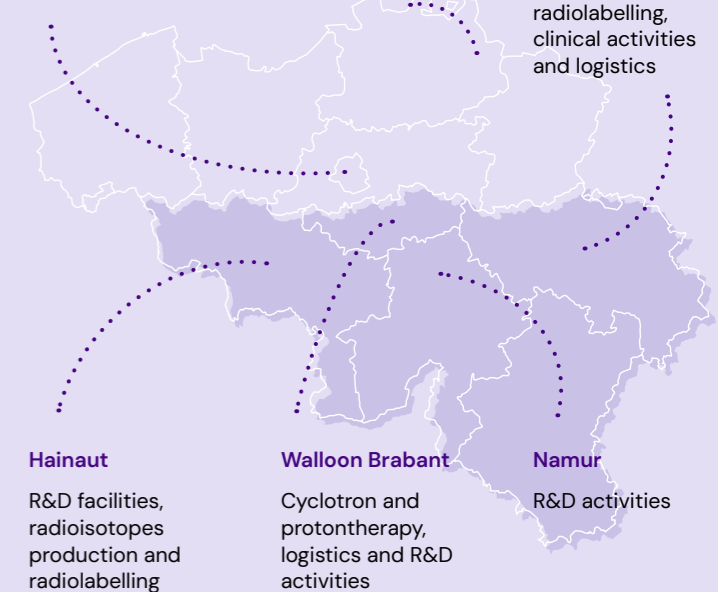 radiolabelling,
clinical activities
and logistics
Hainaut
R&D facilities,
radioisotopes
production and
radiolabelling
Walloon Brabant
Cyclotron and
protontherapy,
logistics and R&D
activities
Namur
R&D activities